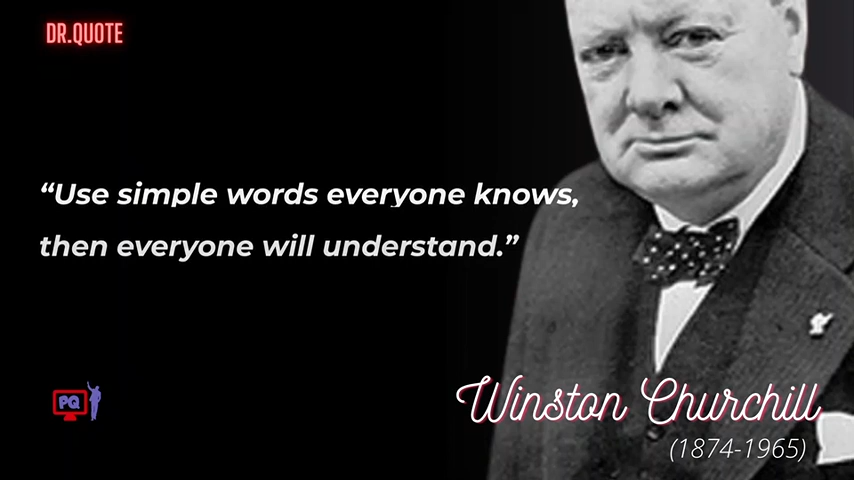 DR.QUOTE
“Use simple words everyone knows,
then everyone will understand.”
PQ
Winston Churchill
(1874-1965)